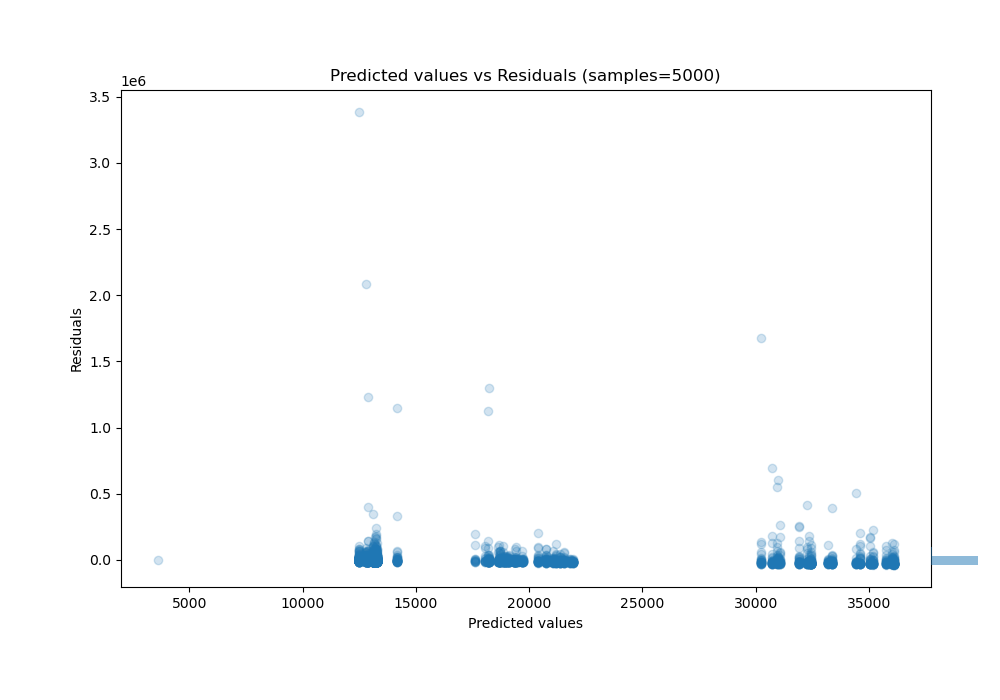 Predicted values vs Residuals (samples=5000)
1e6
3.5
3.0
2.5
2.0
1.5
1.0
0.5
0.0
Residuals
5000 10000 15000 20000 25000 30000 35000
Predicted values